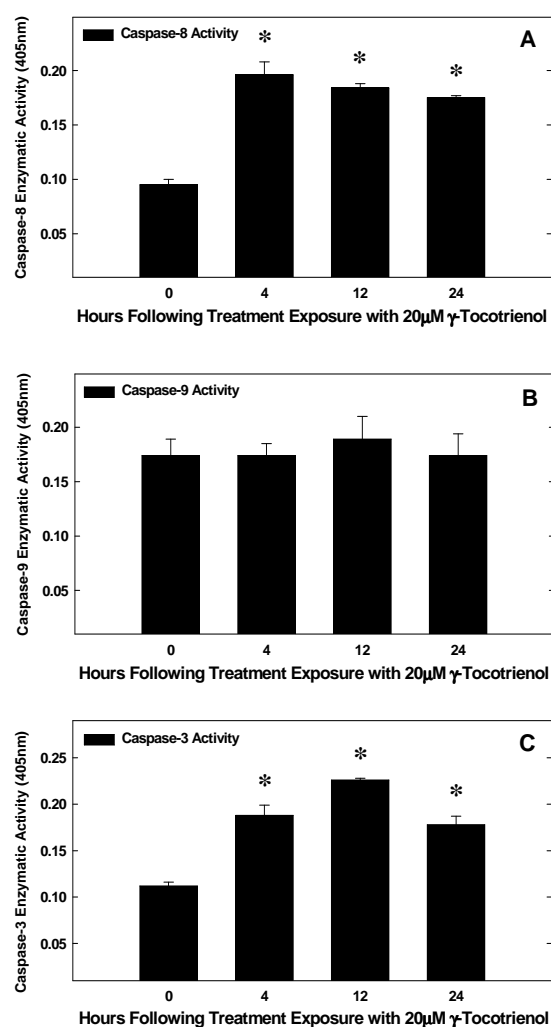 Caspase-8 Activity
A
*
*
*
0.20
0.15
0.10
0.05
Caspase-8 Enzymatic Activity (405nm)
0 4 12 24
Hours Following Treatment Exposure with 20μM γ-Tocotrienol
Caspase-9 Activity
B
0.20
0.15
0.10
0.05
Caspase-9 Enzymatic Activity (405nm)
0 4 12 24
Hours Following Treatment Exposure with 20μM γ-Tocotrienol
Caspase-3 Activity
C
*
*
*
0.25
0.20
0.15
0.10
0.05
Caspase-3 Enzymatic Activity (405nm)
0 4 12 24
Hours Following Treatment Exposure with 20μM γ-Tocotrienol